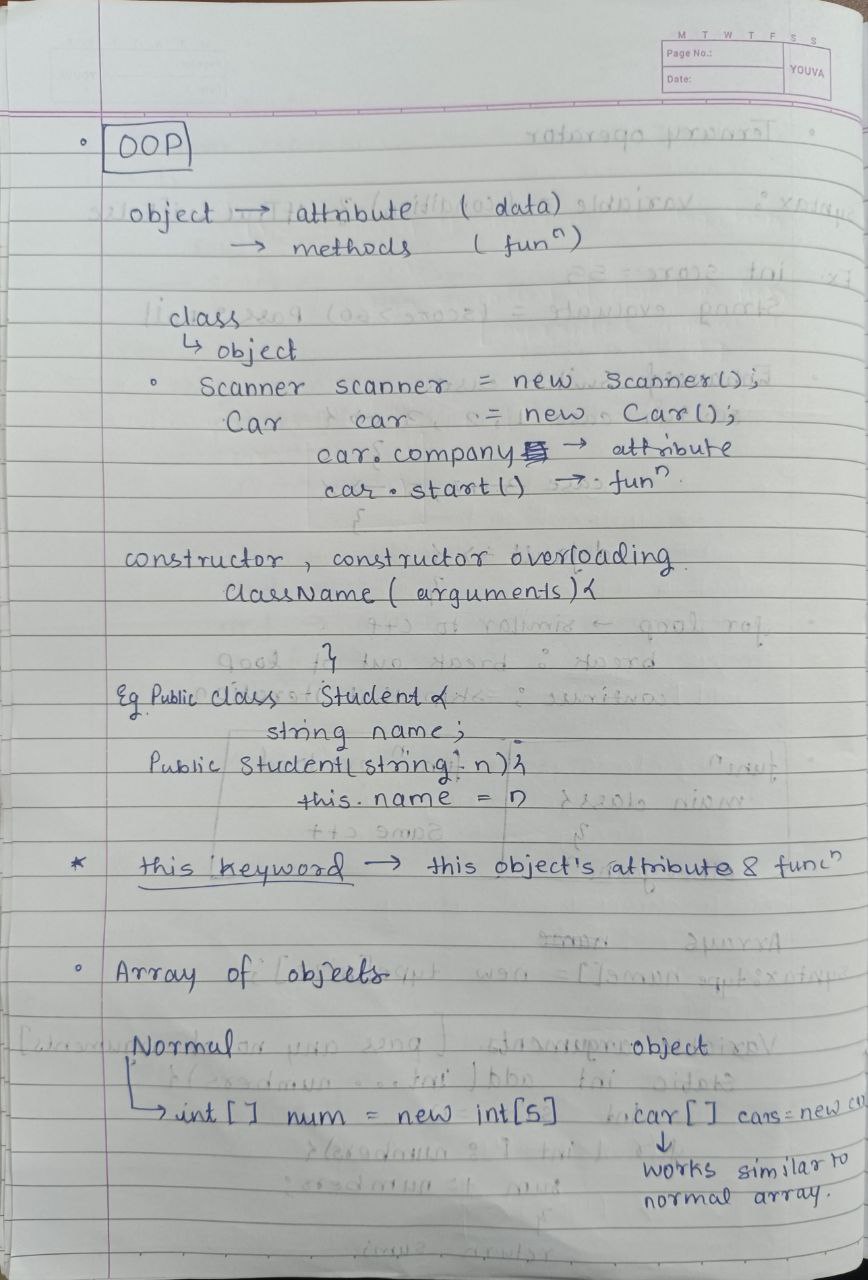 M T W T F S S
Page No.:
YOUVA
Date:
• OOP
object → attribute ( data)
→ methods ( funⁿ)
class
↳ object
• Scanner scanner = new Scanner();
Car car = new Car();
car.company → attribute
car.start() → funⁿ.
constructor , constructor overloading
ClassName ( arguments) {
}
Eg. Public class Student {
string name ;
Public Student( string n) {
this. name = n
* this keyword → this object's attribute & funcⁿ
• Array of objects
Normal object
↳ int [ ] num = new int[5] car[ ] cars = new
↓
works similar to
normal array.